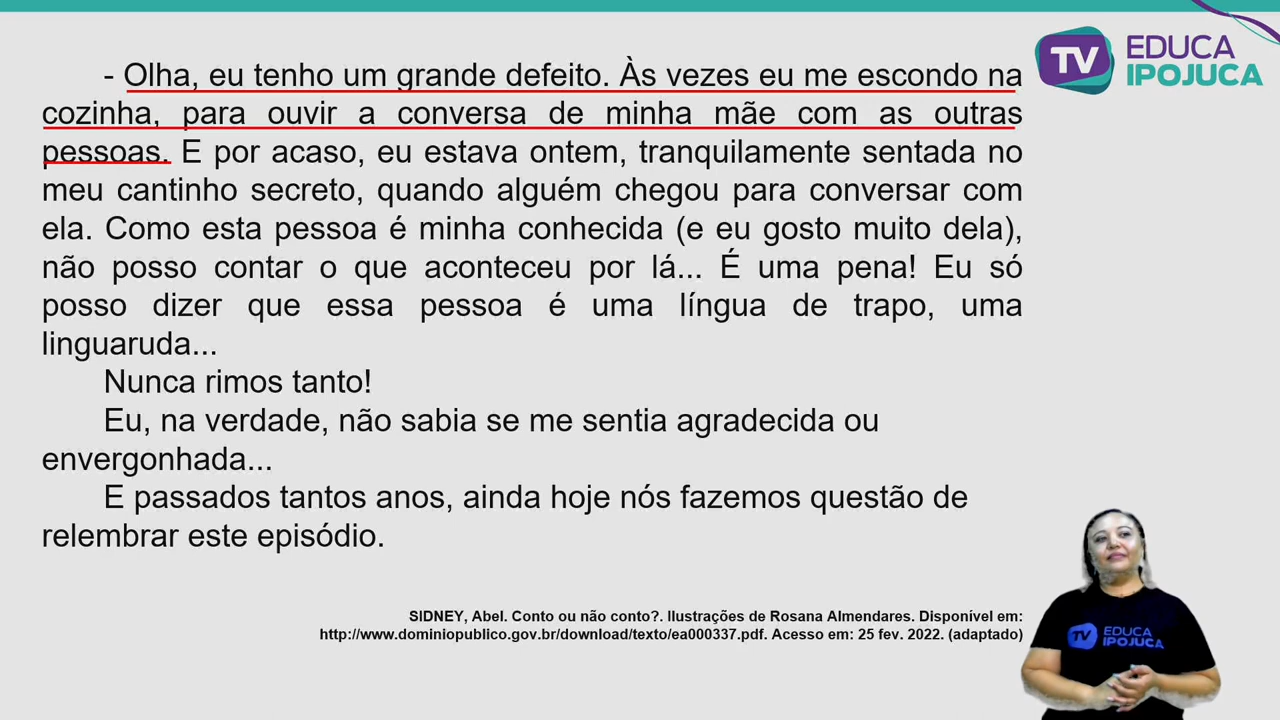 - Olha, eu tenho um grande defeito. Às vezes eu me escondo na
cozinha, para ouvir a conversa de minha mãe com as outras
pessoas. E por acaso, eu estava ontem, tranquilamente sentada no
meu cantinho secreto, quando alguém chegou para conversar com
ela. Como esta pessoa é minha conhecida (e eu gosto muito dela),
não posso contar o que aconteceu por lá... É uma pena! Eu só
posso dizer que essa pessoa é uma língua de trapo, uma
linguaruda...
Nunca rimos tanto!
Eu, na verdade, não sabia se me sentia agradecida ou
envergonhada...
E passados tantos anos, ainda hoje nós fazemos questão de
relembrar este episódio.
SIDNEY, Abel. Conto ou não conto?. Ilustrações de Rosana Almendares. Disponível em:
http://www.dominiopublico.gov.br/download/texto/ea000337.pdf. Acesso em: 25 fev. 2022. (adaptado)
TV EDUCA
IPOJUCA
TV EDUCA
IPOJUCA